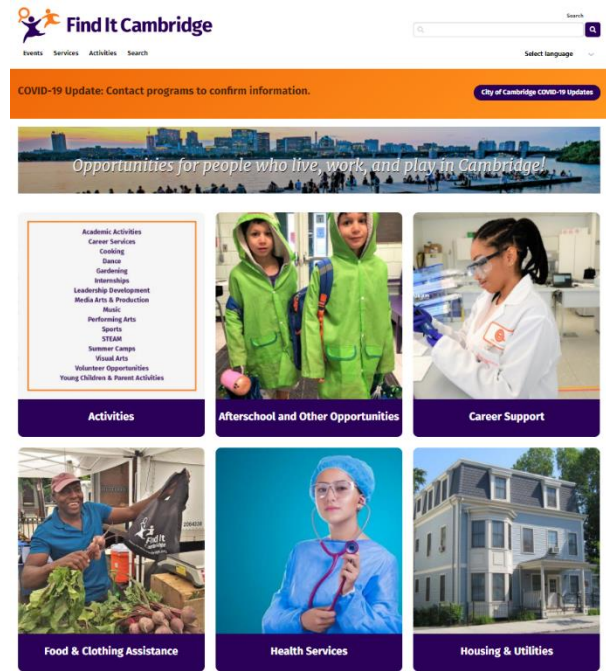 Find It Cambridge
Search
Events Services Activities Search
Select language
COVID-19 Update: Contact programs to confirm information.
City of Cambridge COVID-19 Updates
Opportunities for people who live, work, and play in Cambridge!
Academic Activities
Career Services
Cooking
Dance
Gardening
Internships
Leadership Development
Media Arts & Production
Music
Performing Arts
Sports
STEAM
Summer Camps
Visual Arts
Volunteer Opportunities
Young Children & Parent Activities
Activities
Afterschool and Other Opportunities
Career Support
Find It
Cambridge
Food & Clothing Assistance
Health Services
Housing & Utilities